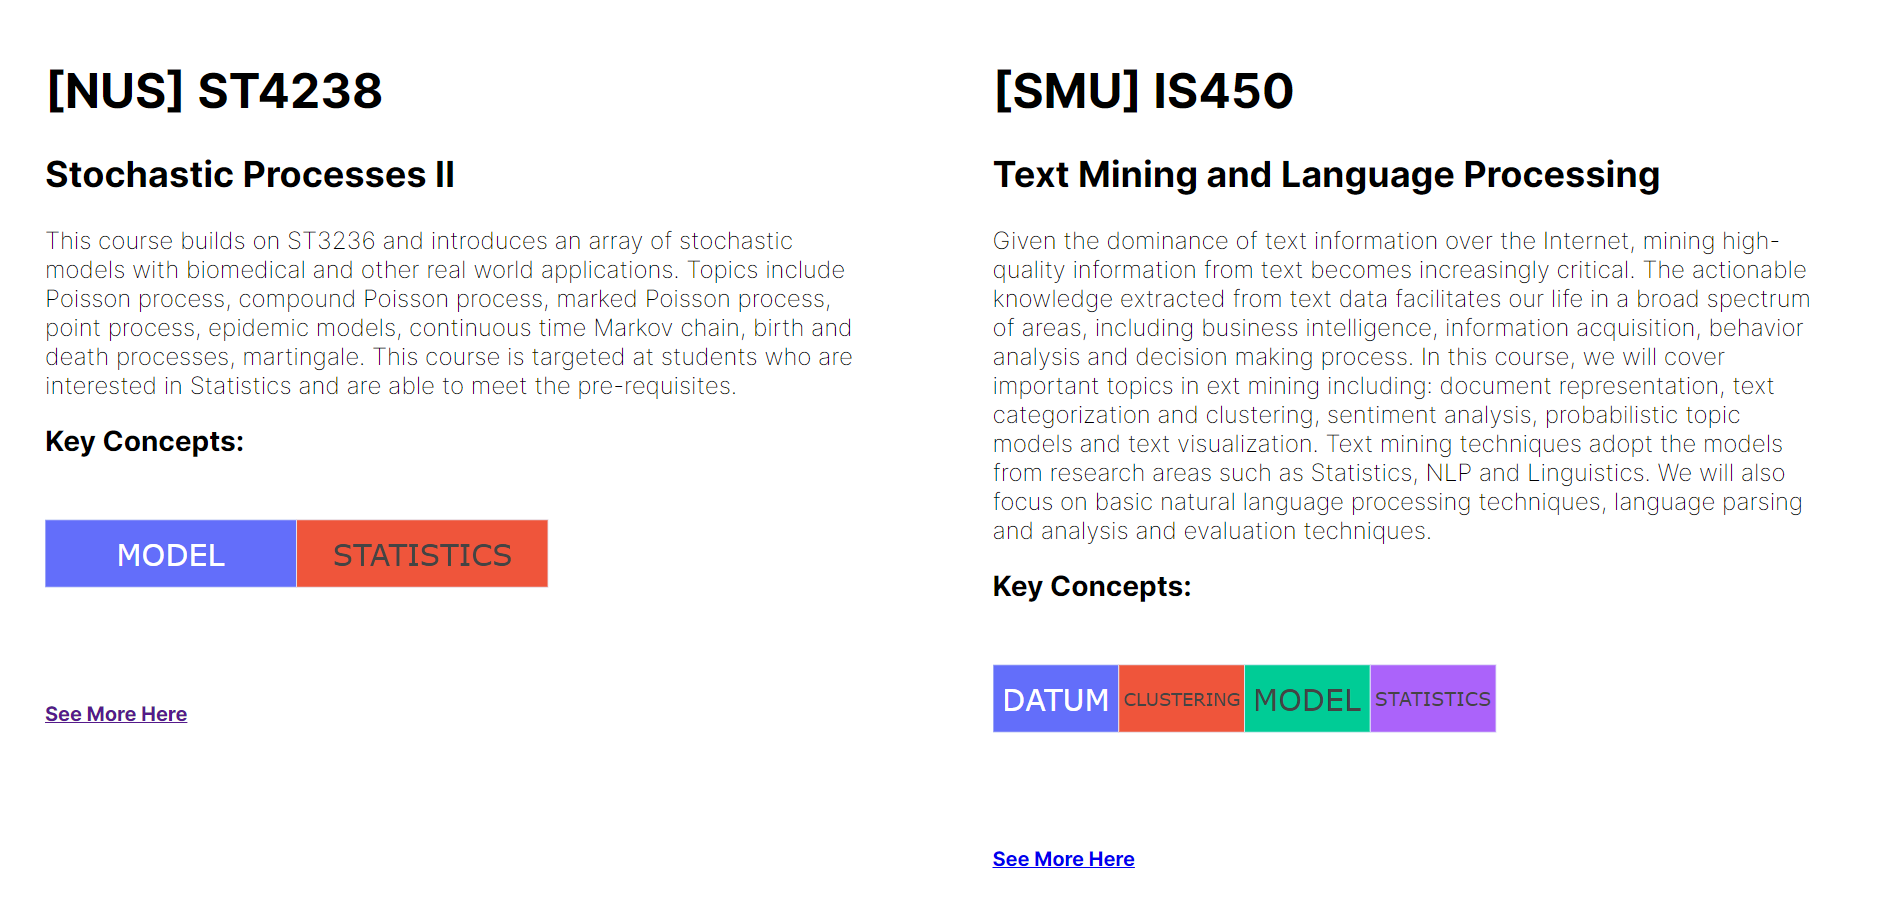 [NUS] ST4238
Stochastic Processes II
This course builds on ST3236 and introduces an array of stochastic
models with biomedical and other real world applications. Topics include
Poisson process, compound Poisson process, marked Poisson process,
point process, epidemic models, continuous time Markov chain, birth and
death processes, martingale. This course is targeted at students who are
interested in Statistics and are able to meet the pre-requisites.
Key Concepts:
MODEL STATISTICS
See More Here
[SMU] IS450
Text Mining and Language Processing
Given the dominance of text information over the Internet, mining high-
quality information from text becomes increasingly critical. The actionable
knowledge extracted from text data facilitates our life in a broad spectrum
of areas, including business intelligence, information acquisition, behavior
analysis and decision making process. In this course, we will cover
important topics in ext mining including: document representation, text
categorization and clustering, sentiment analysis, probabilistic topic
models and text visualization. Text mining techniques adopt the models
from research areas such as Statistics, NLP and Linguistics. We will also
focus on basic natural language processing techniques, language parsing
and analysis and evaluation techniques.
Key Concepts:
DATUM CLUSTERING MODEL STATISTICS
See More Here